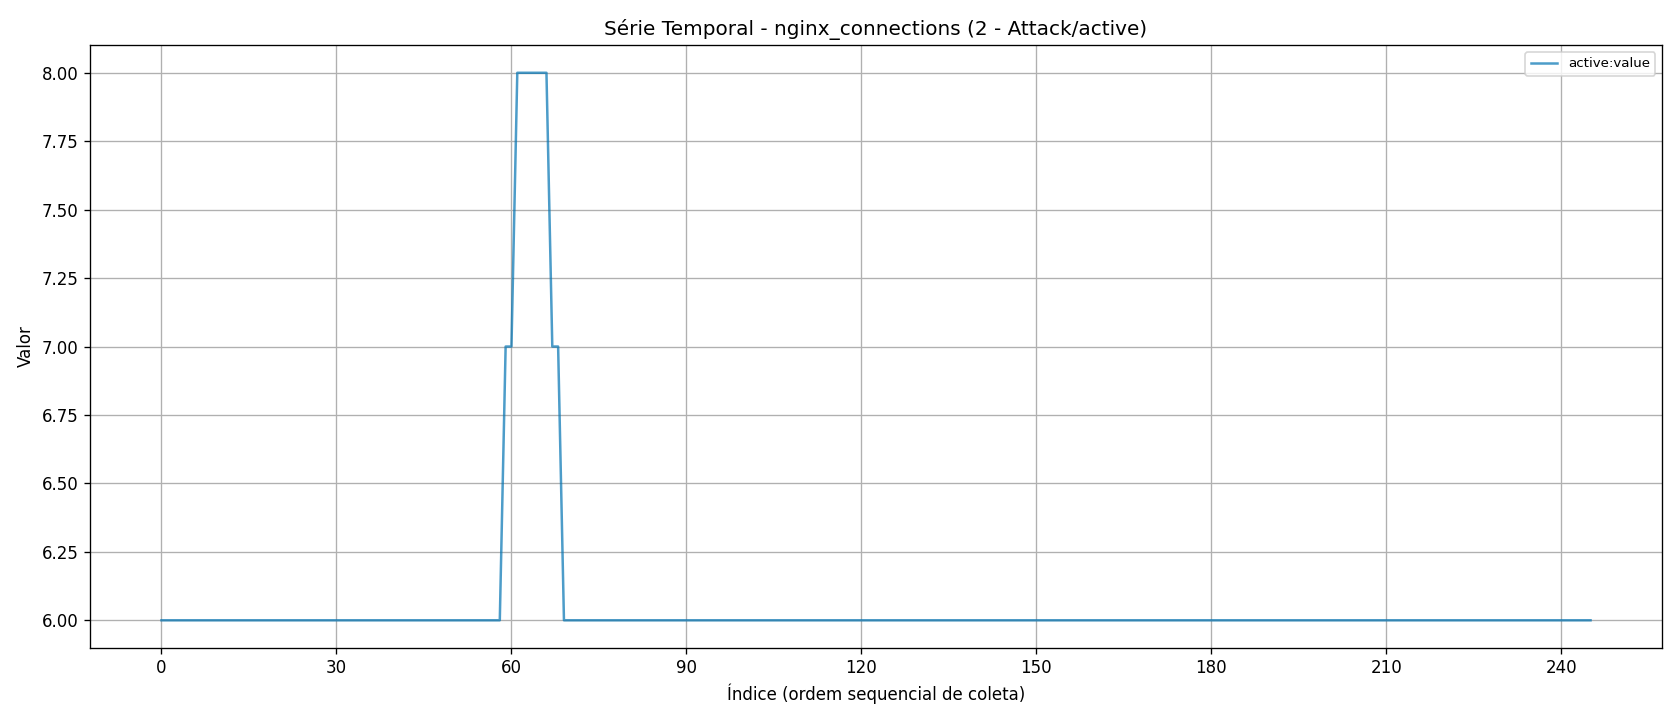 Série Temporal - nginx_connections (2 - Attack/active)
active:value
8.00
7.75
7.50
7.25
7.00
6.75
6.50
6.25
6.00
Valor
0 30 60 90 120 150 180 210 240
Índice (ordem sequencial de coleta)